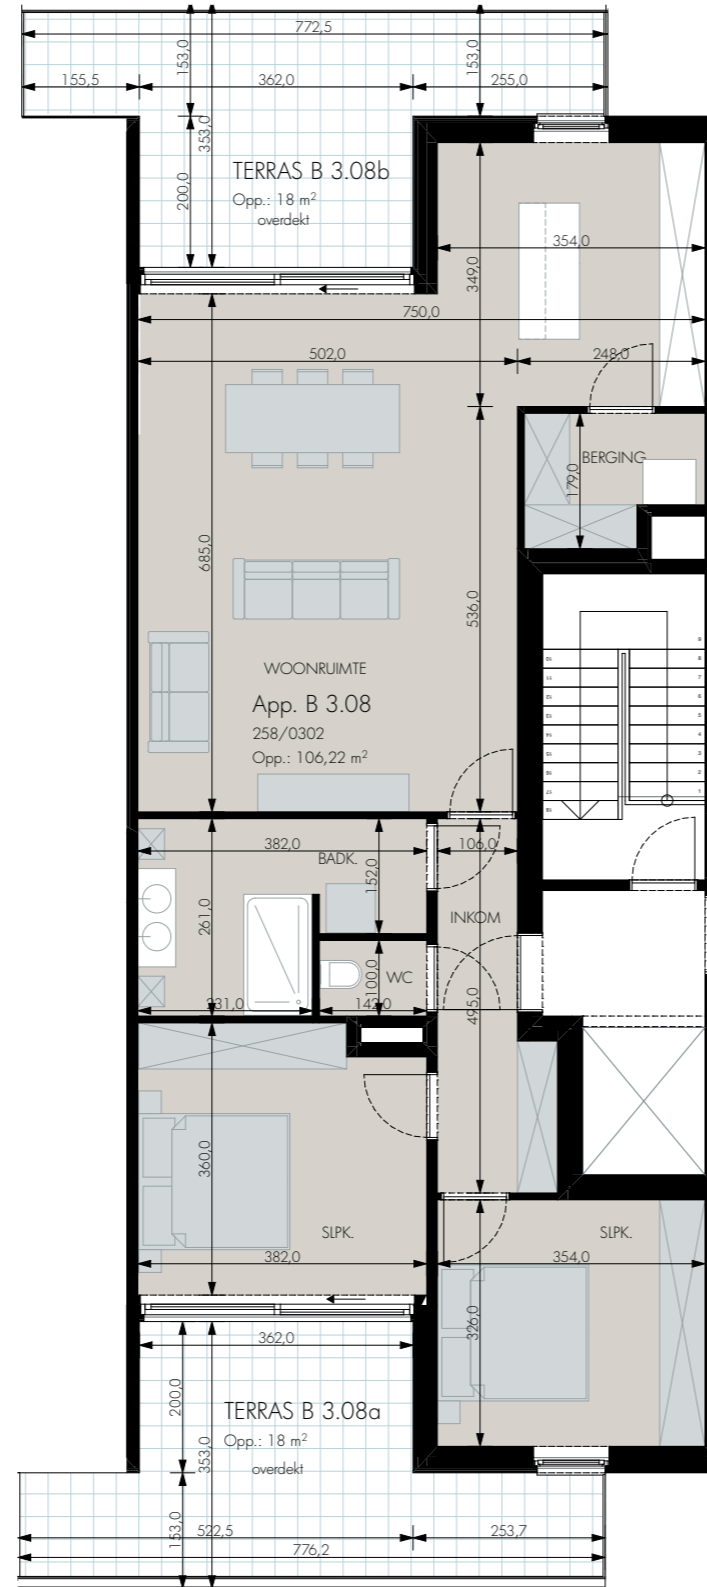 772,5
153,0
153,0
155,5
362,0
255,0
353,0
200,0
TERRAS B 3.08b
Opp.: 18 m²
overdekt
354,0
349,0
750,0
502,0
248,0
BERGING
179,0
685,0
536,0
WOONRUIMTE
App. B 3.08
258/0302
Opp.: 106,22 m²
382,0
BADK.
152,0
106,0
261,0
INKOM
WC
100,0
231,0
142,0
495,0
360,0
SLPK.
382,0
SLPK.
354,0
326,0
362,0
200,0
353,0
TERRAS B 3.08a
Opp.: 18 m²
overdekt
153,0
522,5
253,7
776,2